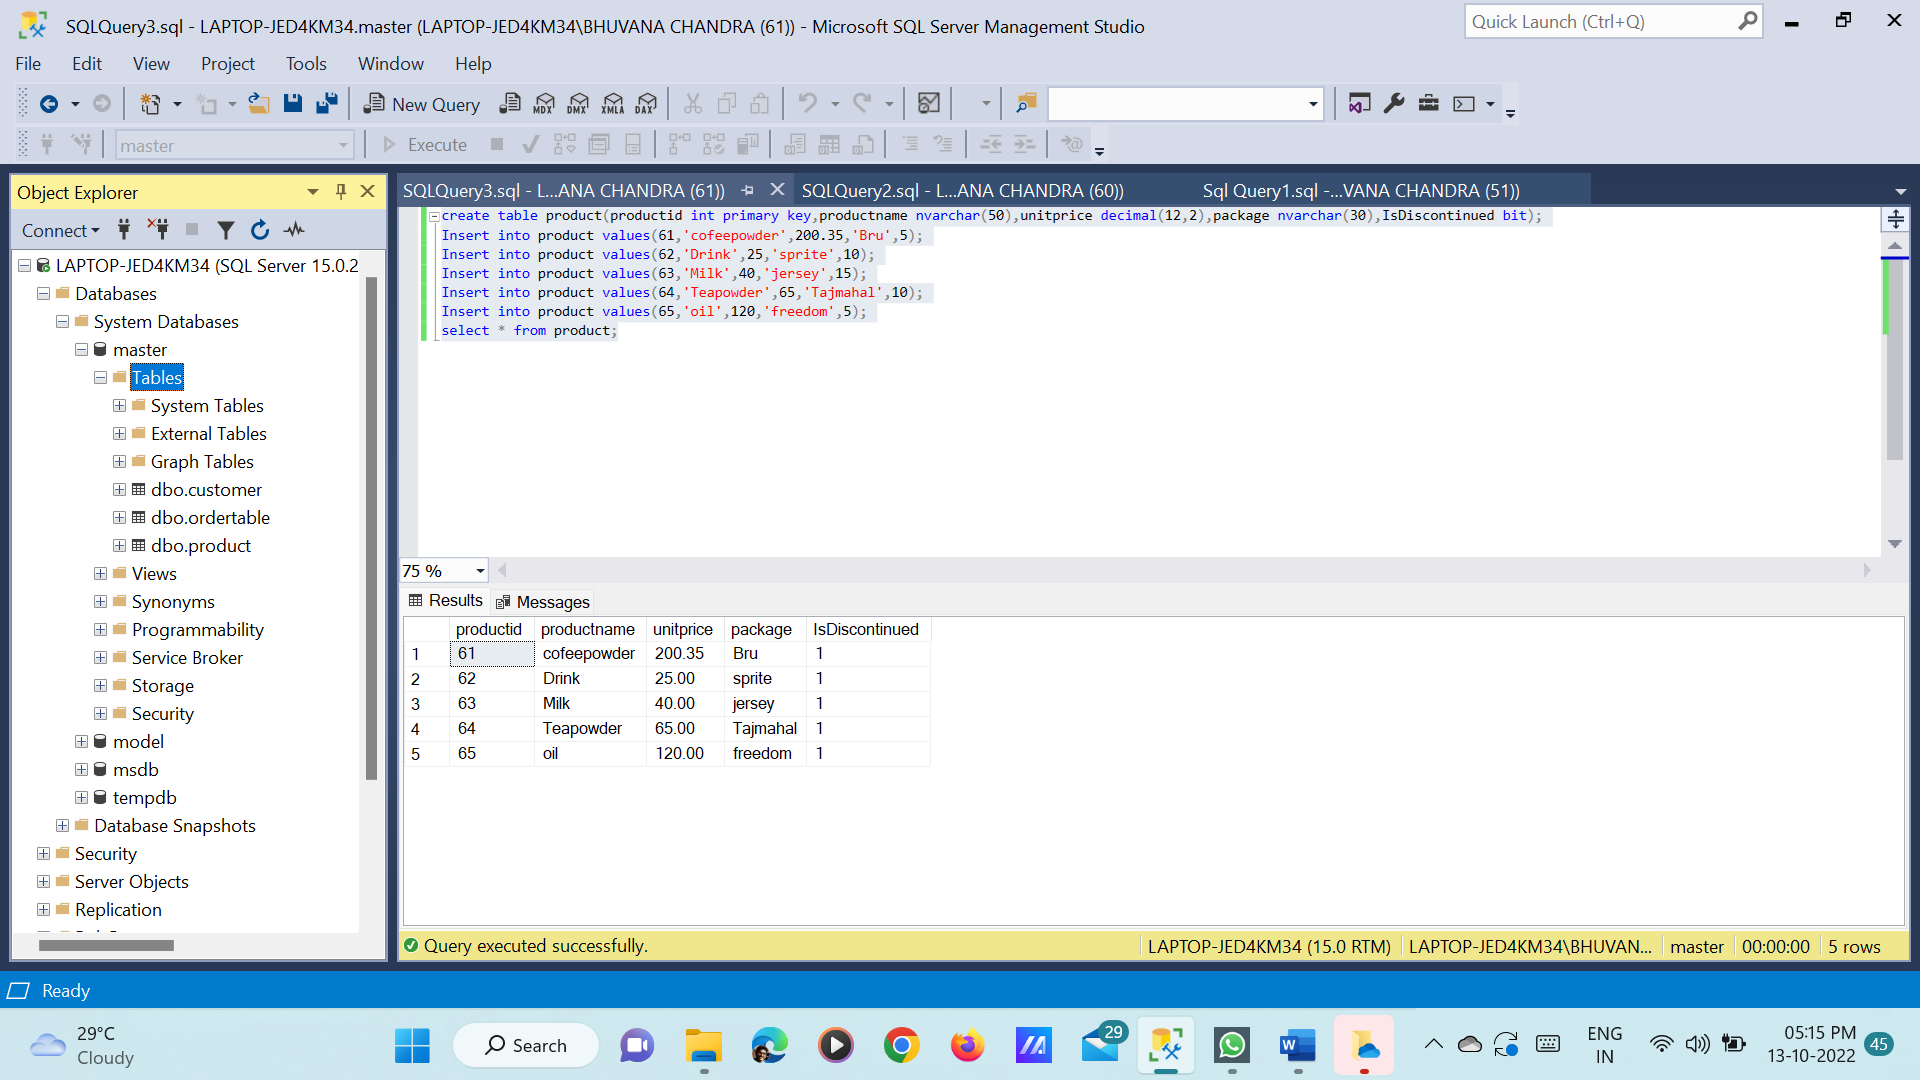 SQLQuery3.sql - LAPTOP-JED4KM34.master (LAPTOP-JED4KM34\BHUVANA CHANDRA (61)) - Microsoft SQL Server Management Studio
Quick Launch (Ctrl+Q)
File Edit View Project Tools Window Help
New Query MDX DMX XMLA DAX
master Execute
Object Explorer
SQLQuery3.sql - L...ANA CHANDRA (61)) SQLQuery2.sql - L...ANA CHANDRA (60)) Sql Query1.sql -...VANA CHANDRA (51))
Connect
create table product(productid int primary key,productname nvarchar(50),unitprice decimal(12,2),package nvarchar(30),IsDiscontinued bit);
Insert into product values(61,'cofeepowder',200.35,'Bru',5);
Insert into product values(62,'Drink',25,'sprite',10);
Insert into product values(63,'Milk',40,'jersey',15);
Insert into product values(64,'Teapowder',65,'Tajmahal',10);
Insert into product values(65,'oil',120,'freedom',5);
select * from product;
LAPTOP-JED4KM34 (SQL Server 15.0.2
Databases
System Databases
master
Tables
System Tables
External Tables
Graph Tables
dbo.customer
dbo.ordertable
dbo.product
Views
Synonyms
Programmability
Service Broker
Storage
Security
model
msdb
tempdb
Database Snapshots
Security
Server Objects
Replication
75 %
Results Messages
productid productname unitprice package IsDiscontinued
1 61 cofeepowder 200.35 Bru 1
2 62 Drink 25.00 sprite 1
3 63 Milk 40.00 jersey 1
4 64 Teapowder 65.00 Tajmahal 1
5 65 oil 120.00 freedom 1
Query executed successfully. LAPTOP-JED4KM34 (15.0 RTM) LAPTOP-JED4KM34\BHUVAN... master 00:00:00 5 rows
Ready
29°C
Cloudy
Search
29
W
ENG
IN
05:15 PM
13-10-2022
45